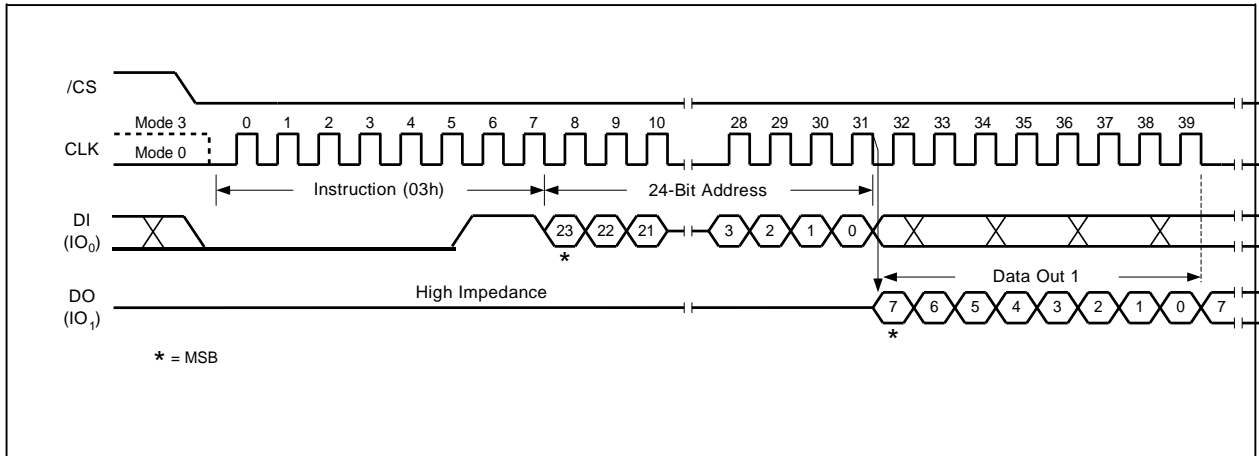 /CS
Mode 3
CLK
Mode 0
0 1 2 3 4 5 6 7 8 9 10 28 29 30 31 32 33 34 35 36 37 38 39
Instruction (03h) 24-Bit Address
DI
(IO₀)
23 22 21 3 2 1 0
*
Data Out 1
DO
(IO₁)
High Impedance
7 6 5 4 3 2 1 0 7
*
* = MSB